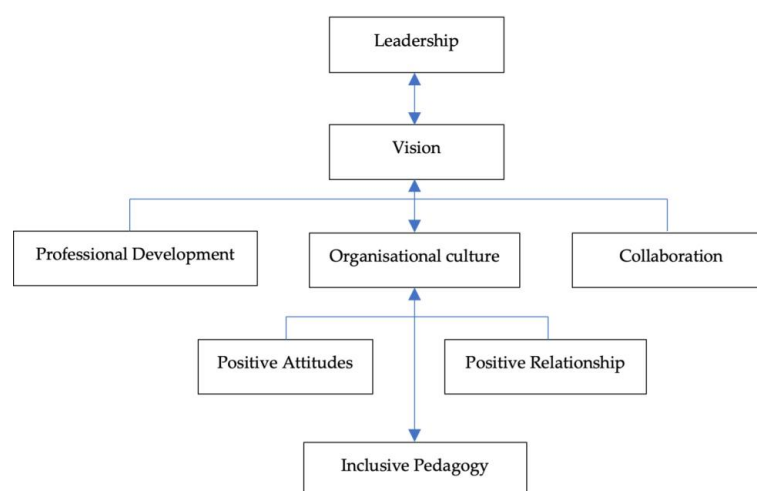 Leadership
Vision
Professional Development
Organisational culture
Collaboration
Positive Attitudes
Positive Relationship
Inclusive Pedagogy